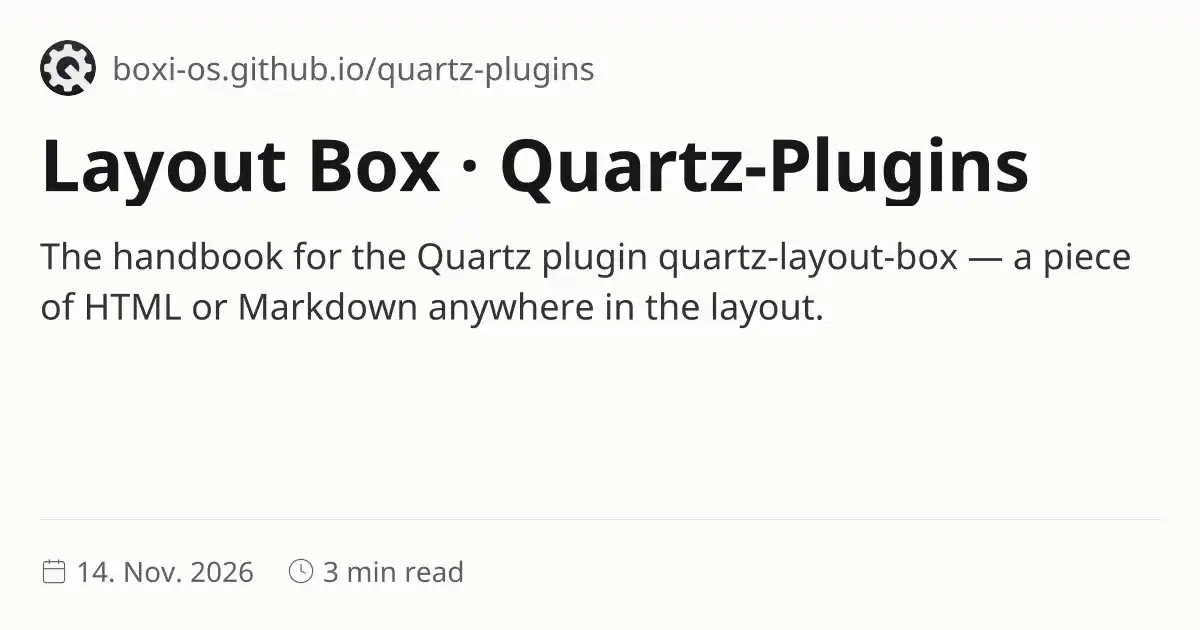 boxi-os.github.io/quartz-plugins
Layout Box · Quartz-Plugins
The handbook for the Quartz plugin quartz-layout-box — a piece
of HTML or Markdown anywhere in the layout.
14. Nov. 2026 3 min read